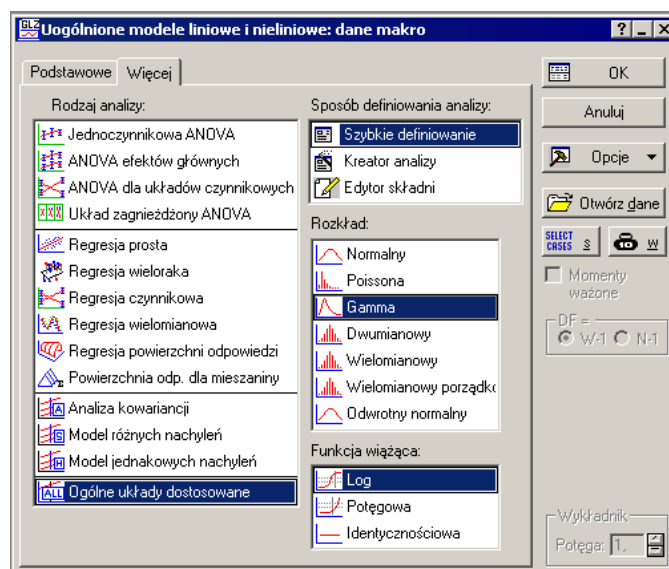 GLZ Uogólnione modele liniowe i nieliniowe: dane makro
Podstawowe Więcej
Rodzaj analizy:
Jednoczynnikowa ANOVA
ANOVA efektów głównych
ANOVA dla układów czynnikowych
Układ zagnieżdżony ANOVA
Regresja prosta
Regresja wieloraka
Regresja czynnikowa
Regresja wielomianowa
Regresja powierzchni odpowiedzi
Powierzchnia odp. dla mieszaniny
Analiza kowariancji
Model różnych nachyleń
Model jednakowych nachyleń
ALL Ogólne układy dostosowane
Sposób definiowania analizy:
Szybkie definiowanie
Kreator analizy
Edytor składni
Rozkład:
Normalny
Poissona
Gamma
Dwumianowy
Wielomianowy
Wielomianowy porządk
Odwrotny normalny
Funkcja wiążąca:
Log
Potęgowa
Identycznościowa
OK
Anuluj
Opcje
Otwórz dane
SELECT CASES S W
Momenty
ważone
DF =
W-1 N-1
Wykładnik
Potęga: 1,